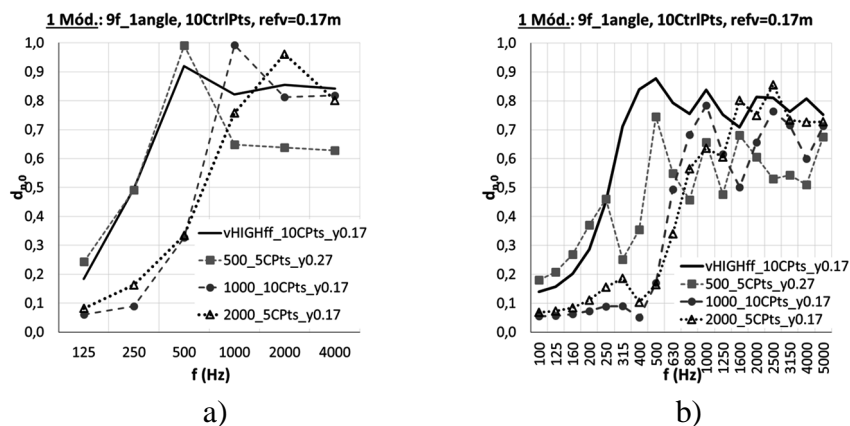 1 Mód.: 9f_1angle, 10CtrlPts, refv=0.17m
1,0
0,9
0,8
0,7
0,6
0,5
0,4
0,3
0,2
0,1
0,0
dₙ,₀
vHIGHff_10CPts_y0.17
500_5CPts_y0.27
1000_10CPts_y0.17
2000_5CPts_y0.17
125 250 500 1000 2000 4000
f (Hz)
a)
1 Mód.: 9f_1angle, 10CtrlPts, refv=0.17m
1,0
0,9
0,8
0,7
0,6
0,5
0,4
0,3
0,2
0,1
0,0
dₙ,₀
vHIGHff_10CPts_y0.17
500_5CPts_y0.27
1000_10CPts_y0.17
2000_5CPts_y0.17
100 125 160 200 250 315 400 500 630 800 1000 1250 1600 2000 2500 3150 4000 5000
f (Hz)
b)